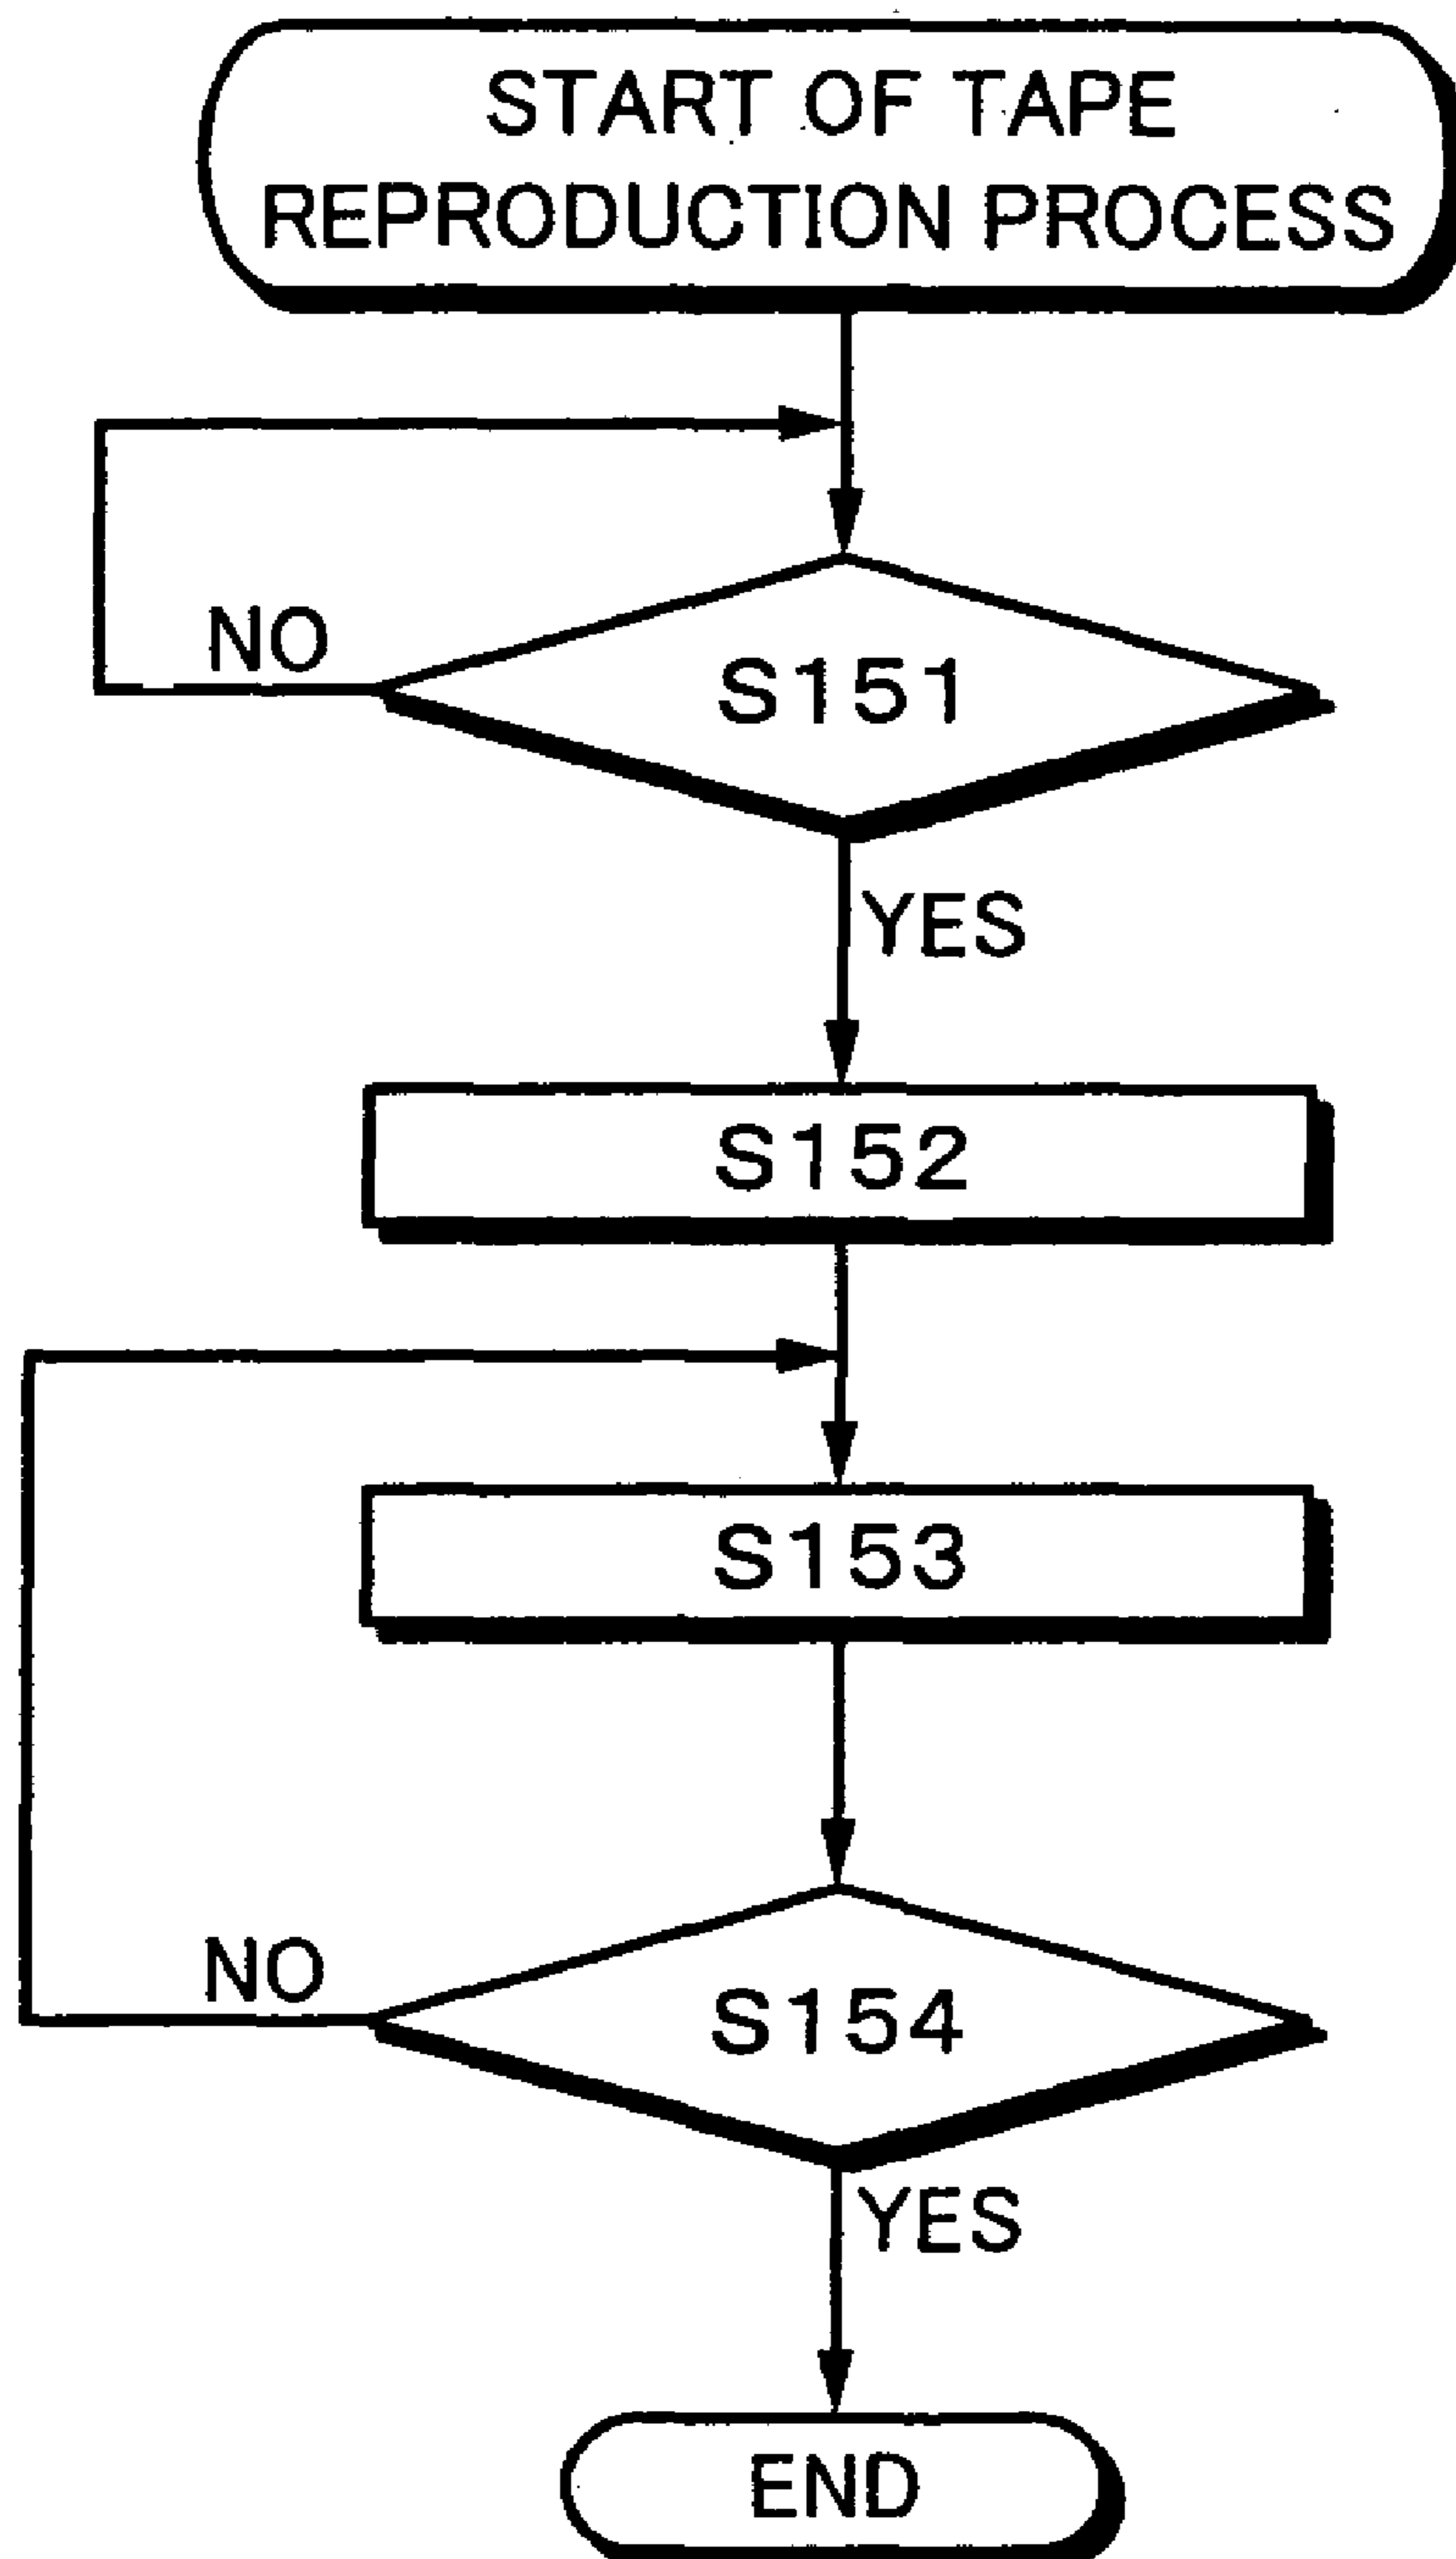 START OF TAPE
REPRODUCTION PROCESS
NO
S151
YES
S152
S153
NO
S154
YES
END